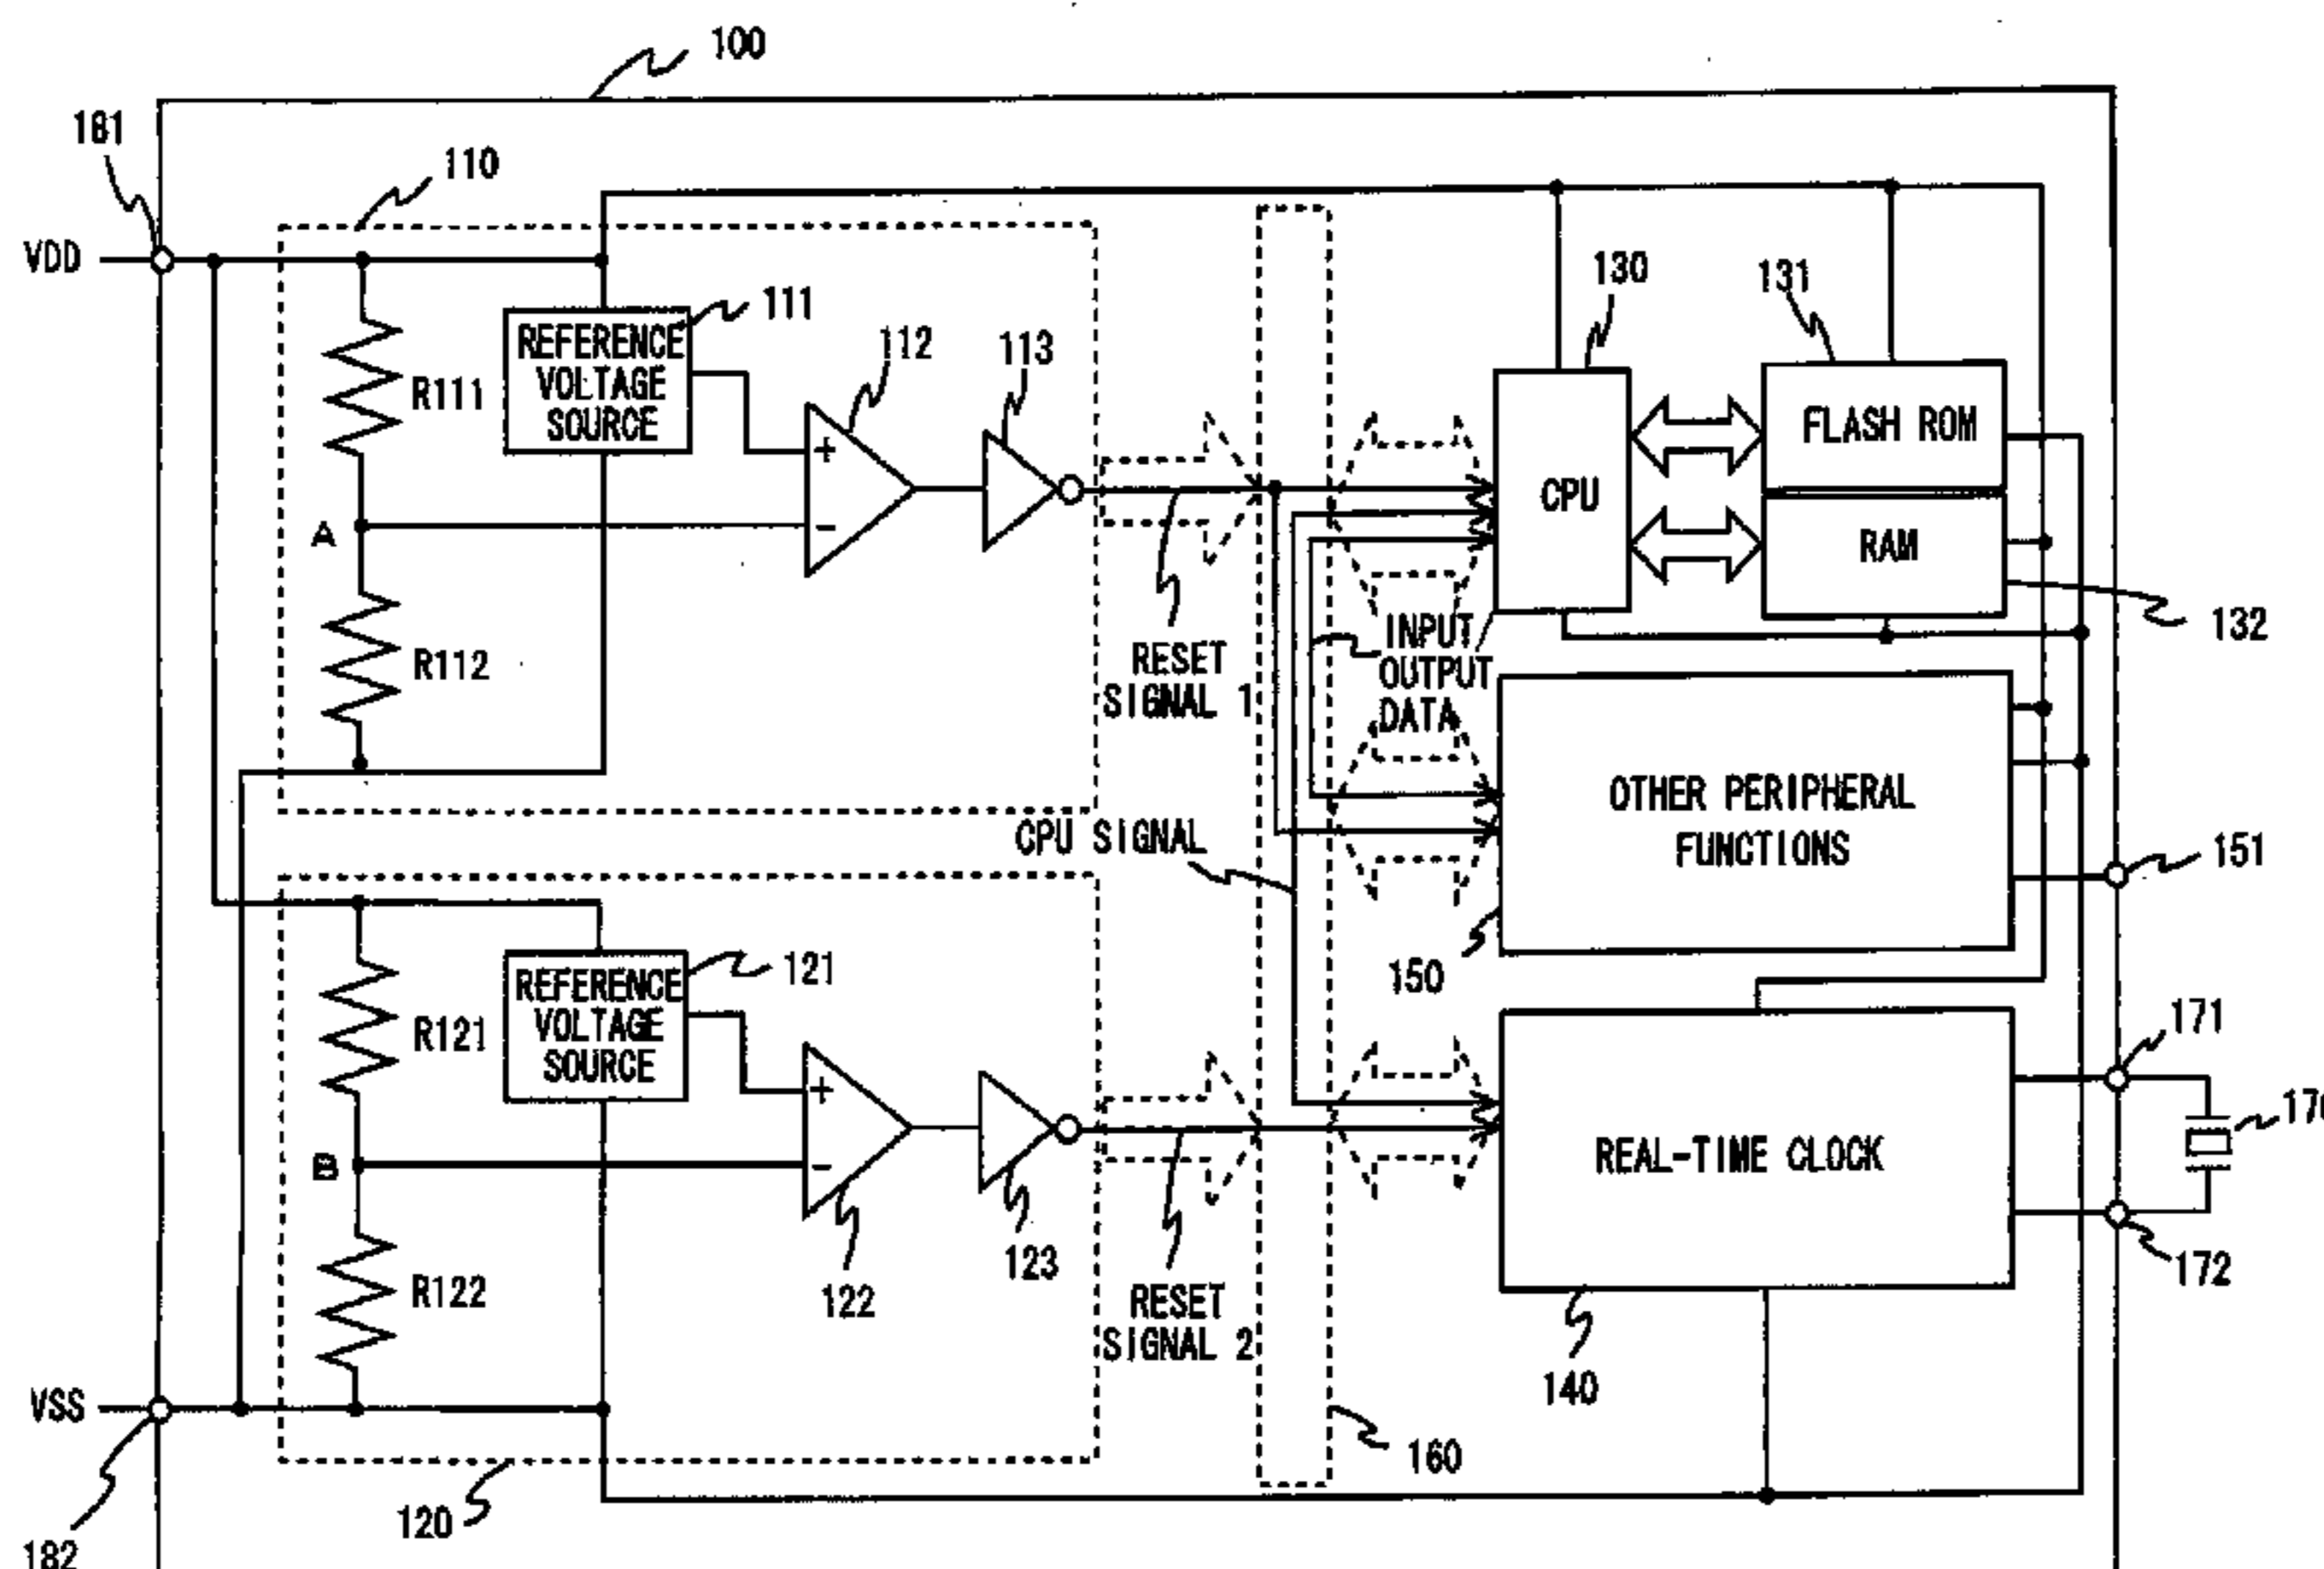 100
181
110
VDD
REFERENCE
VOLTAGE
SOURCE
111
R111
112
113
130
131
CPU
FLASH ROM
RAM
132
A
R112
RESET
SIGNAL 1
INPUT
OUTPUT
DATA
OTHER PERIPHERAL
FUNCTIONS
CPU SIGNAL
151
150
REFERENCE
VOLTAGE
SOURCE
121
R121
171
REAL-TIME CLOCK
B
R122
122
123
RESET
SIGNAL 2
172
140
VSS
160
120
182